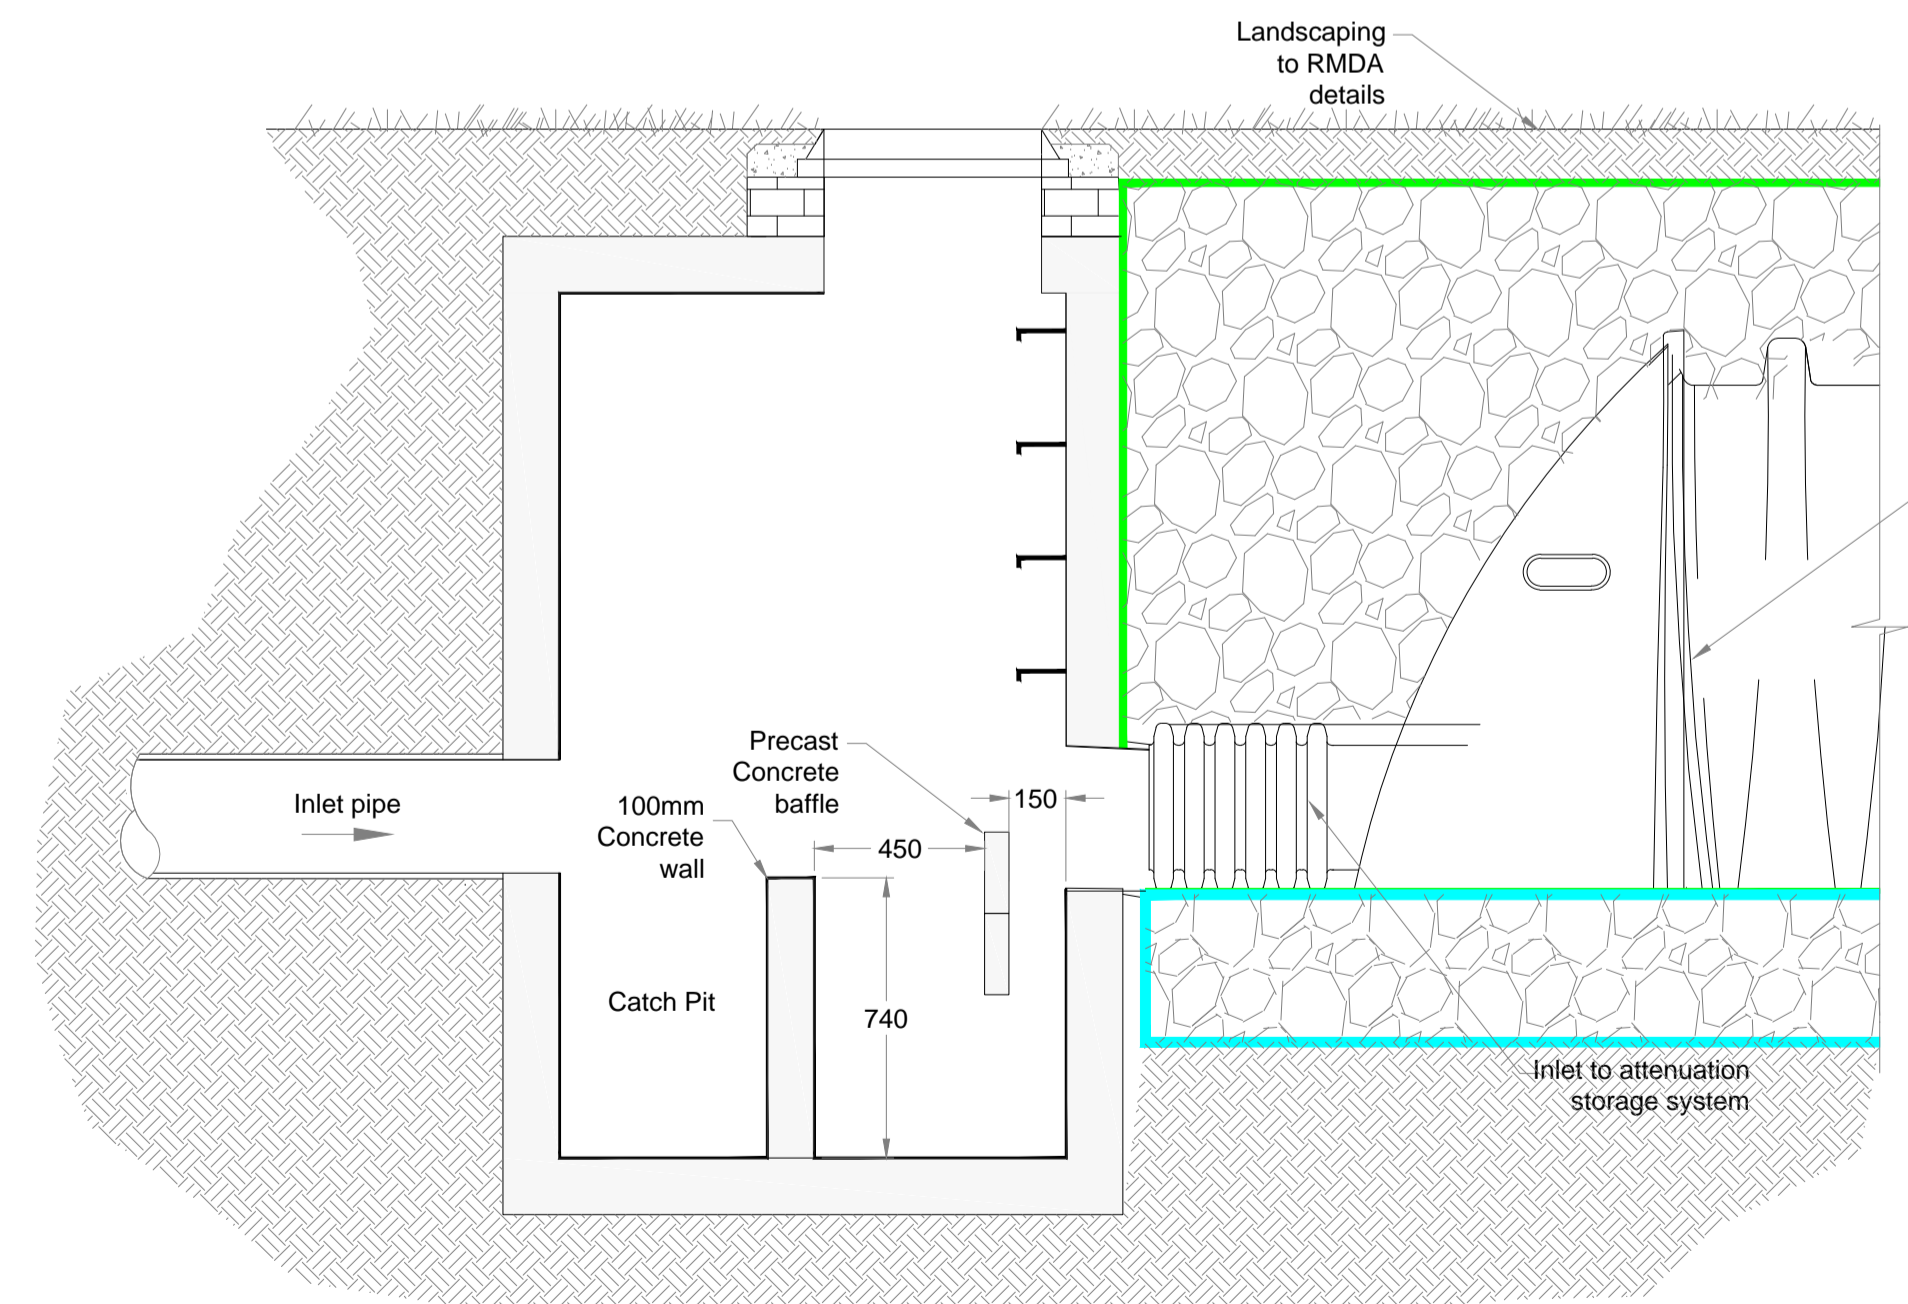 Landscaping
to RMDA
details
Precast
Concrete
baffle
100mm
Concrete
wall
Inlet pipe
150
450
740
Catch Pit
Inlet to attenuation
storage system